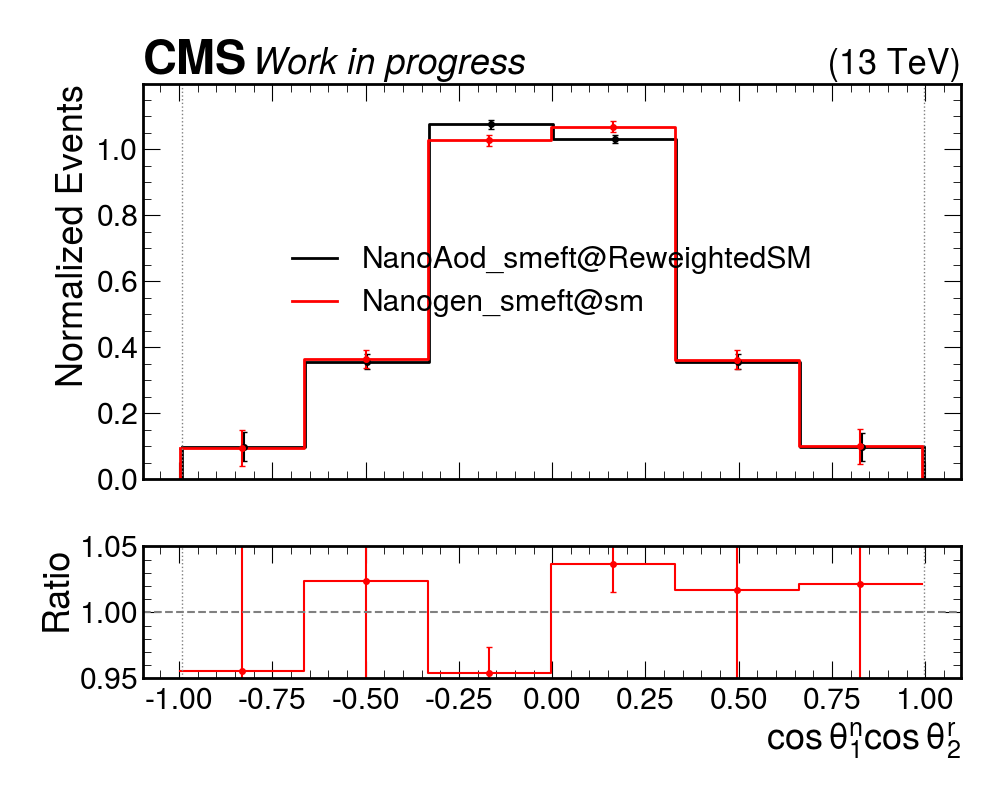 CMS Work in progress (13 TeV)
Normalized Events
1.0
0.8
0.6
0.4
0.2
0.0
NanoAod_smeft@ReweightedSM
Nanogen_smeft@sm
Ratio
1.05
1.00
0.95
-1.00 -0.75 -0.50 -0.25 0.00 0.25 0.50 0.75 1.00
cos θ₁ⁿcos θ₂ʳ